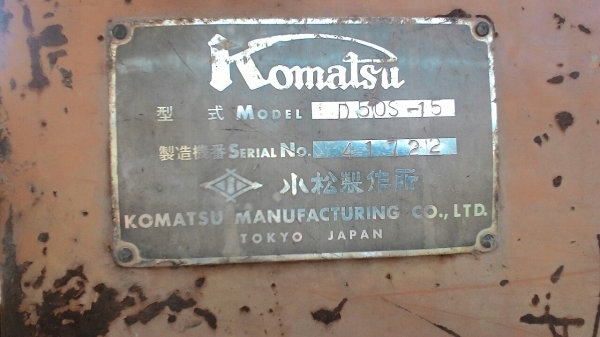 Komatsu
型 式 MODEL D50S-15
製造機番 SERIAL NO. 41722
小松製作所
KOMATSU MANUFACTURING CO., LTD.
TOKYO JAPAN